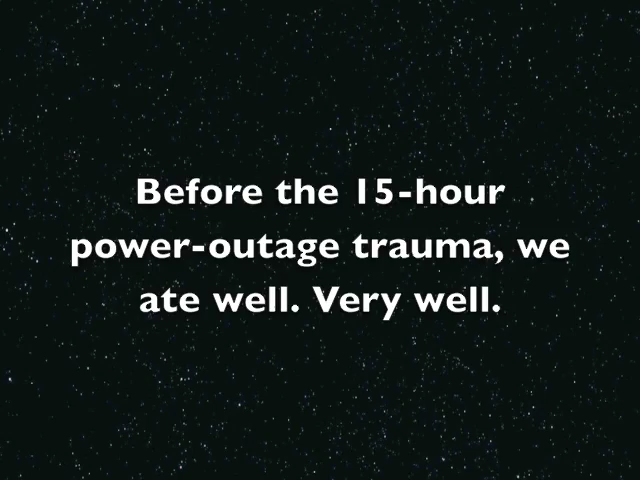 Before the 15-hour
power-outage trauma, we
ate well. Very well.